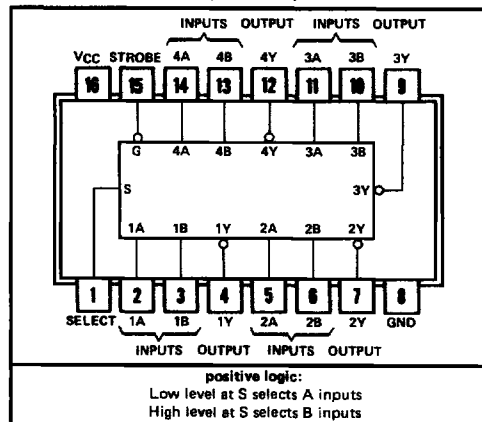 INPUTS OUTPUT INPUTS OUTPUT
VCC STROBE 4A 4B 4Y 3A 3B 3Y
16 15 14 13 12 11 10 9
G 4A 4B 4Y 3A 3B
S 3Y
1A 1B 1Y 2A 2B 2Y
1 2 3 4 5 6 7 8
SELECT 1A 1B 1Y 2A 2B 2Y GND
INPUTS OUTPUT INPUTS OUTPUT
positive logic:
Low level at S selects A inputs
High level at S selects B inputs